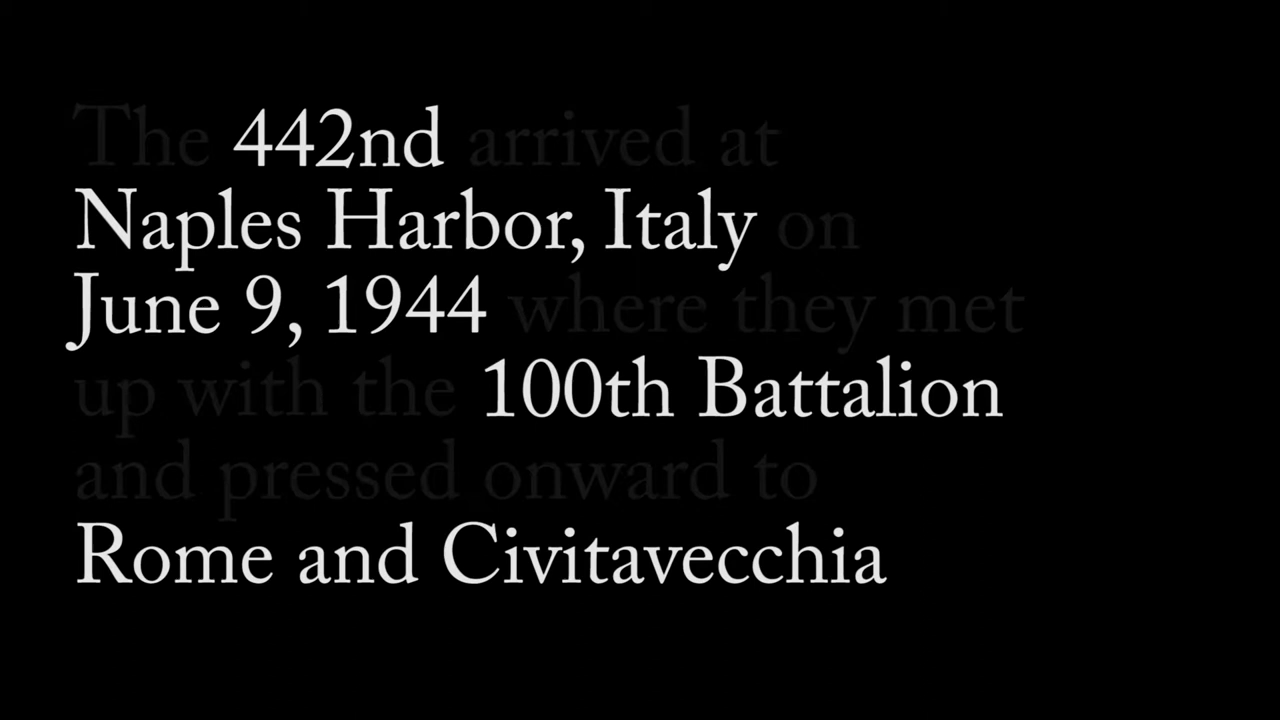 The 442nd arrived at
Naples Harbor, Italy on
June 9, 1944 where they met
up with the 100th Battalion
and pressed onward to
Rome and Civitavecchia